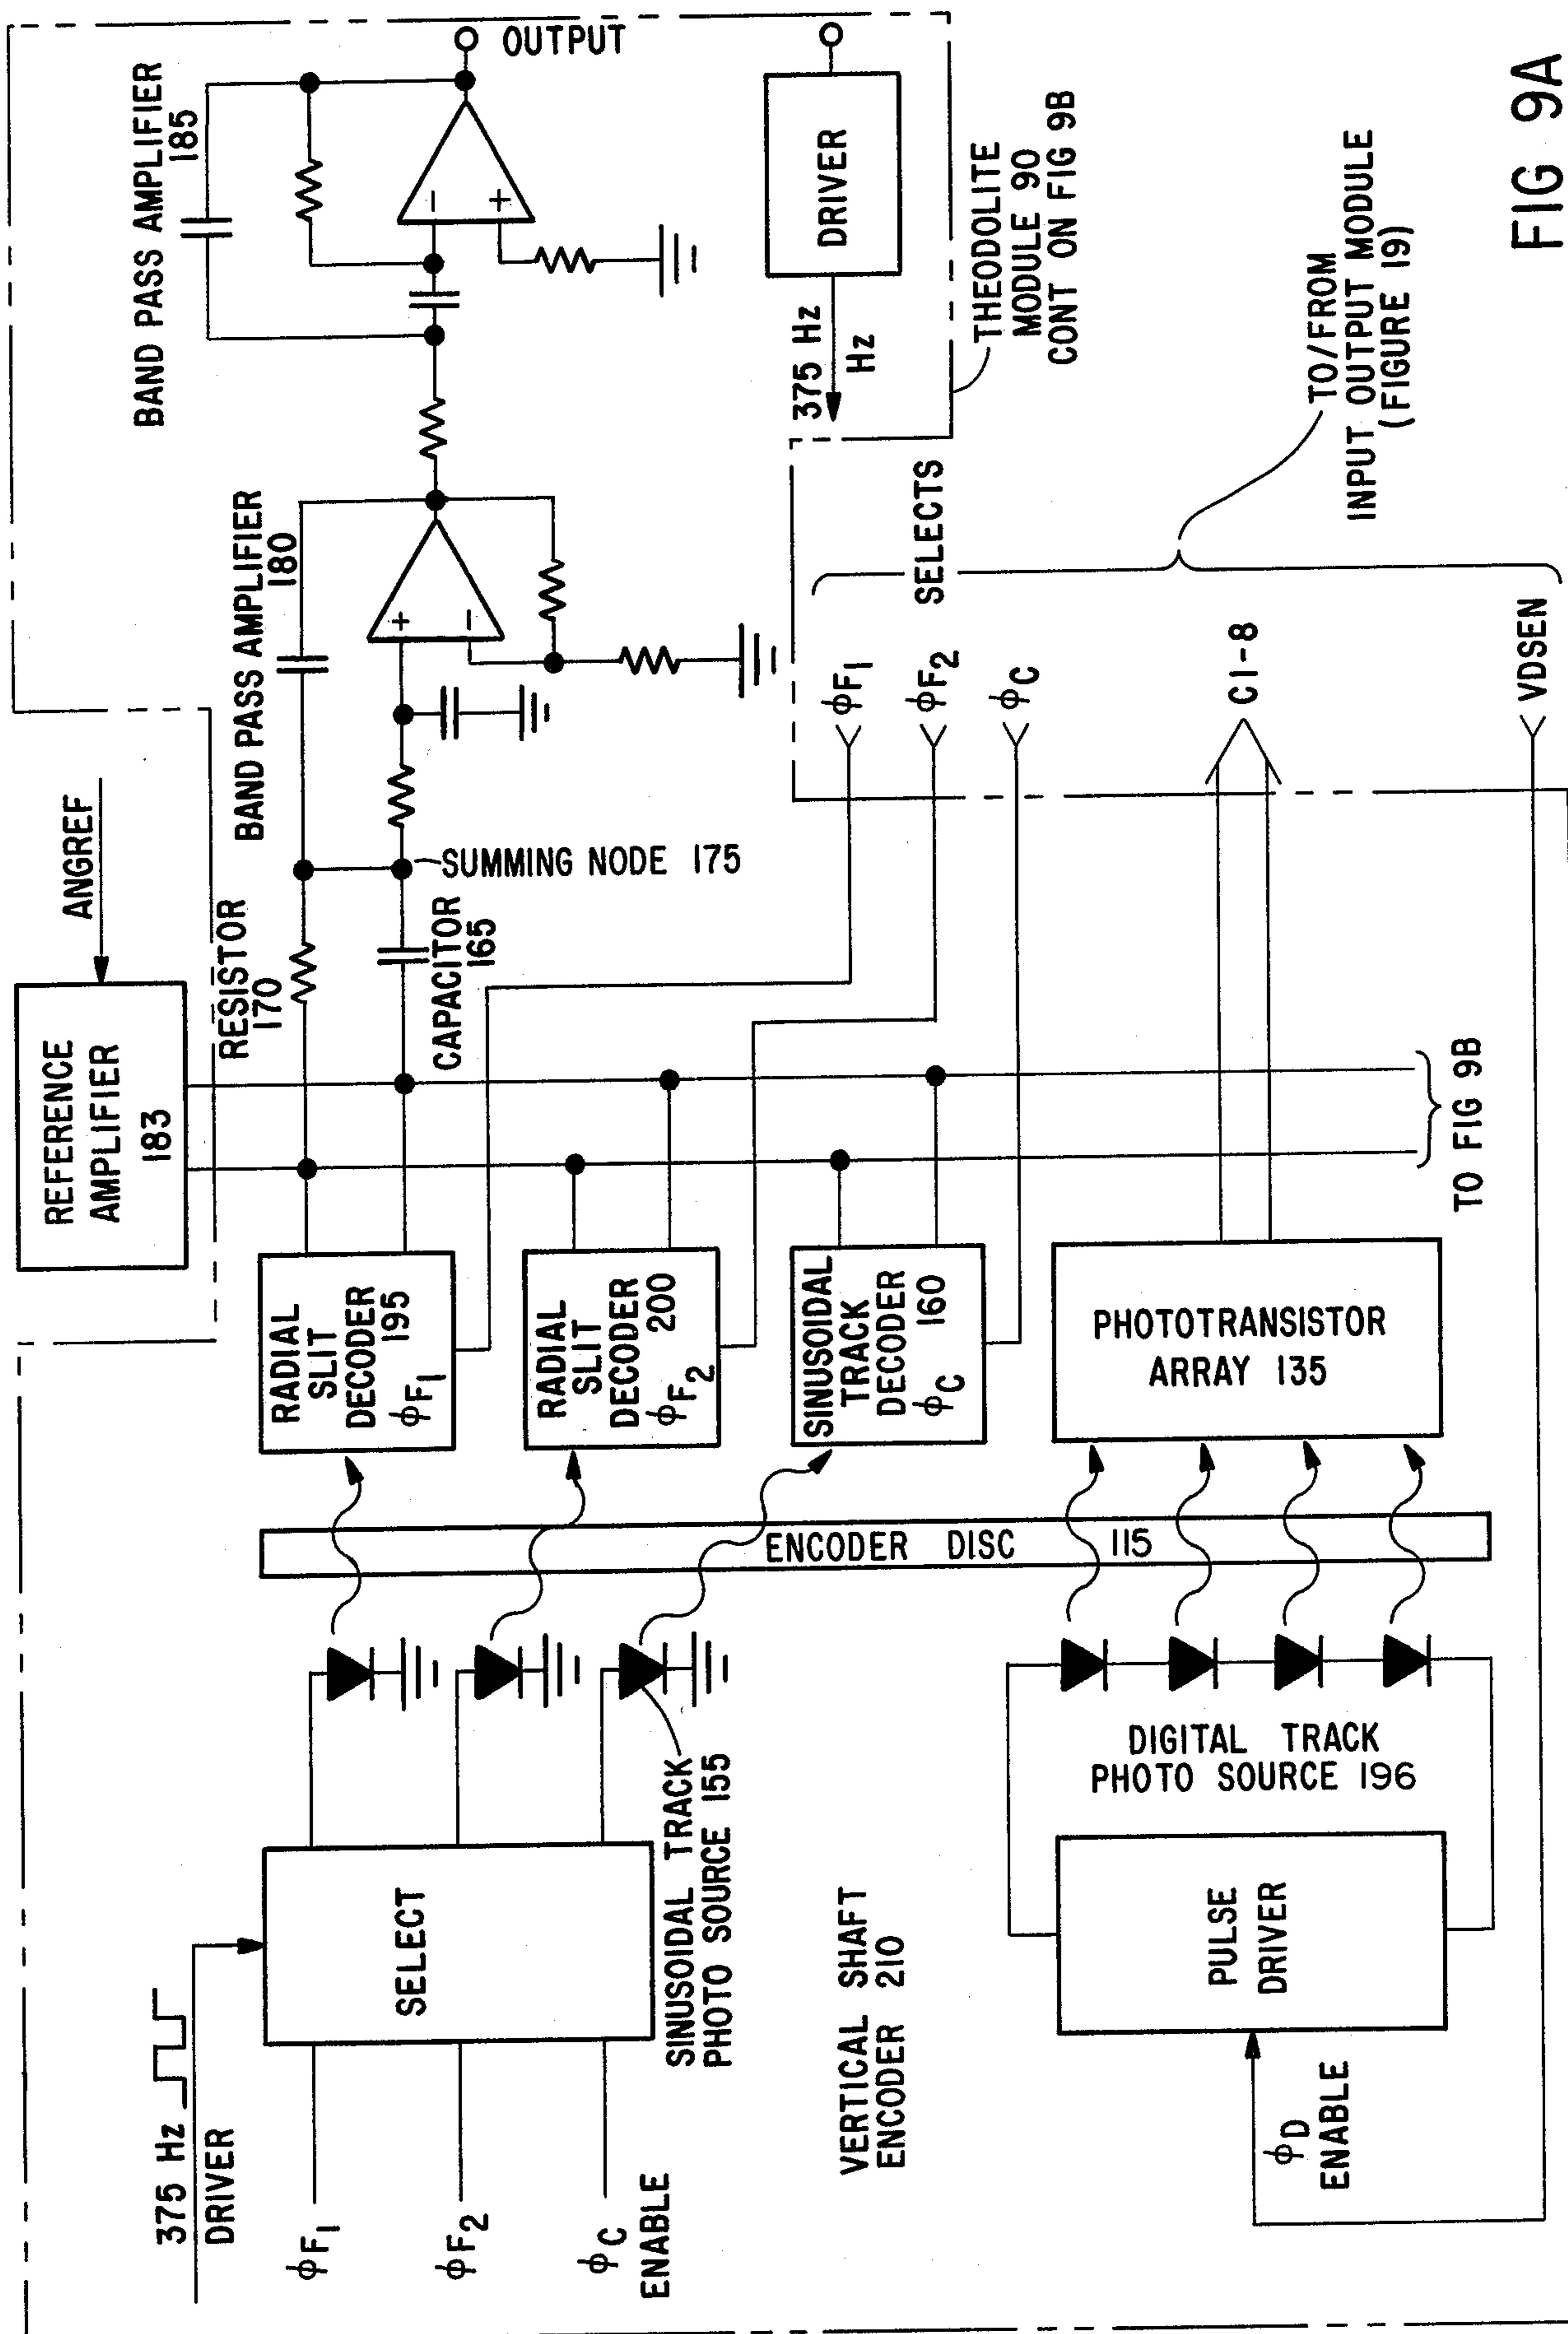 375 Hz
DRIVER
ϕF1
ϕF2
ϕC
ENABLE
SELECT
SINUSOIDAL TRACK
PHOTO SOURCE 155
VERTICAL SHAFT
ENCODER 210
ϕD
ENABLE
PULSE
DRIVER
DIGITAL TRACK
PHOTO SOURCE 196
ENCODER DISC 115
RADIAL
SLIT
DECODER
ϕF1 195
RADIAL
SLIT
DECODER
ϕF2 200
SINUSOIDAL
TRACK
DECODER
ϕC 160
PHOTOTRANSISTOR
ARRAY 135
REFERENCE
AMPLIFIER
183
ANGREF
RESISTOR
170
CAPACITOR
165
SUMMING NODE 175
TO FIG 9B
BAND PASS AMPLIFIER
180
+
−
BAND PASS AMPLIFIER
185
−
+
OUTPUT
DRIVER
375 Hz
Hz
THEODOLITE
MODULE 90
CONT ON FIG 9B
ϕF1
ϕF2
ϕC
SELECTS
C1-8
VDSEN
TO/FROM
INPUT OUTPUT MODULE
(FIGURE 19)
FIG 9A